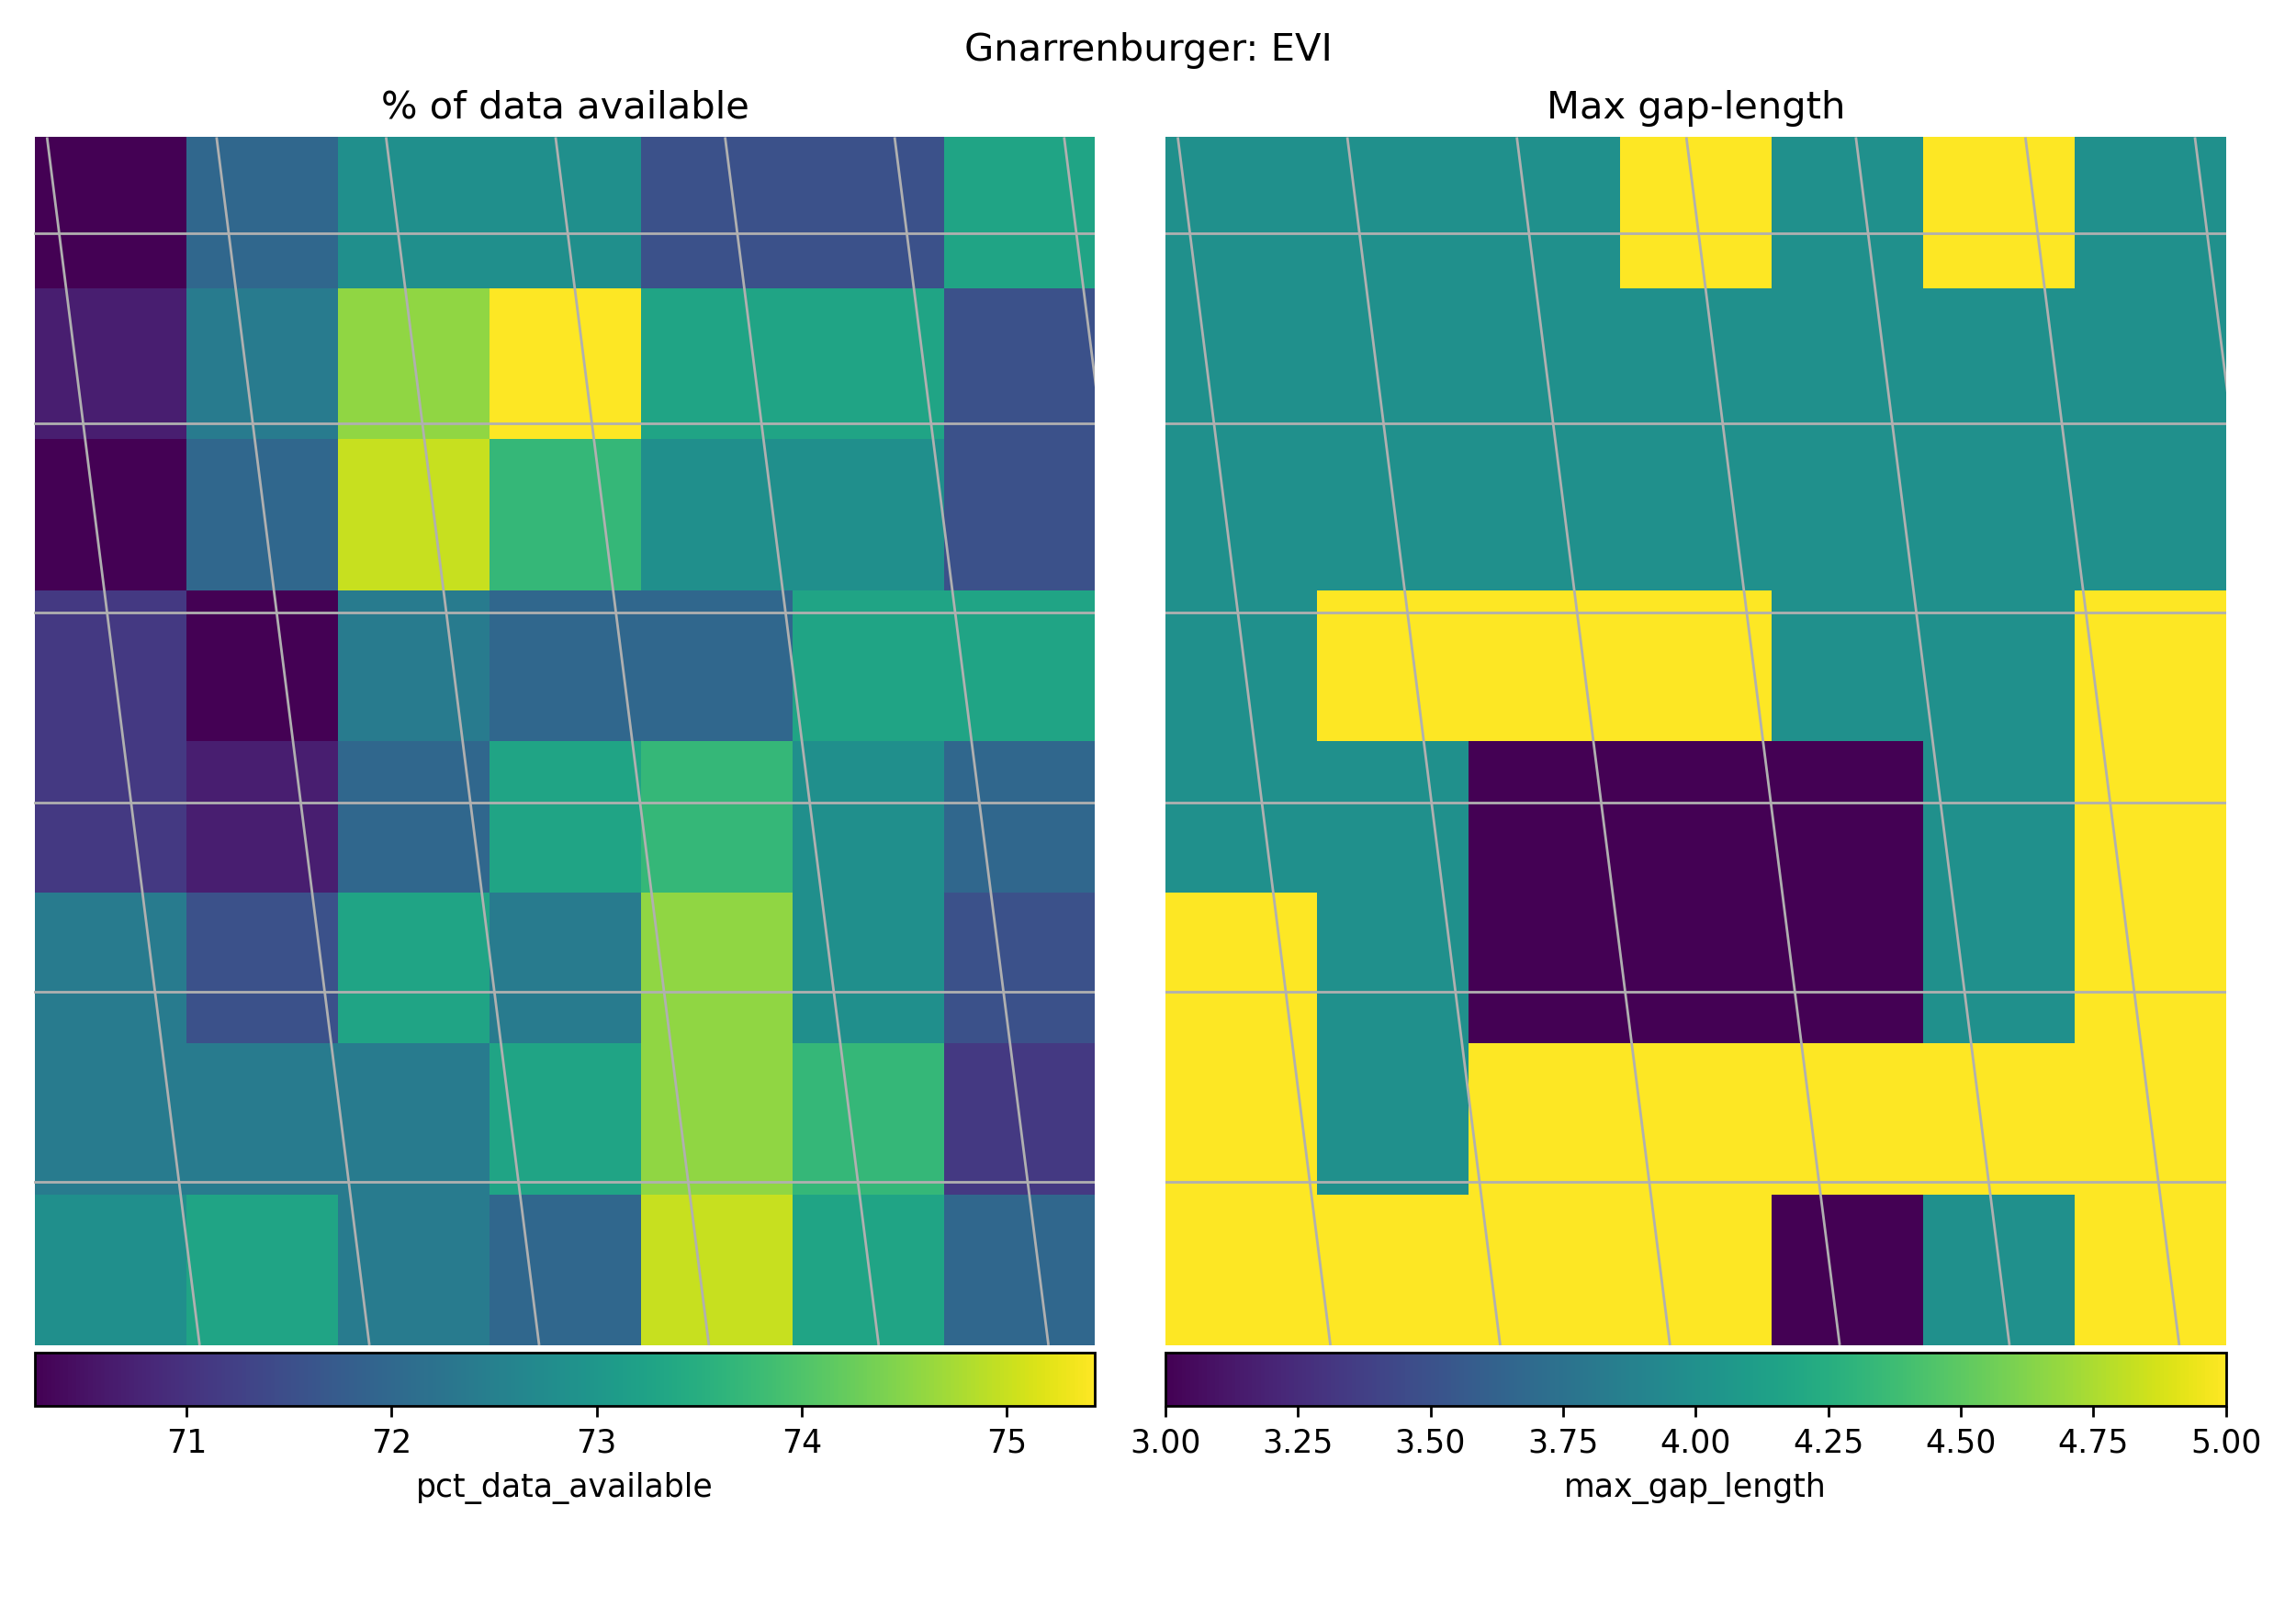 Gnarrenburger: EVI
% of data available
Max gap-length
71 72 73 74 75
pct_data_available
3.00 3.25 3.50 3.75 4.00 4.25 4.50 4.75 5.00
max_gap_length